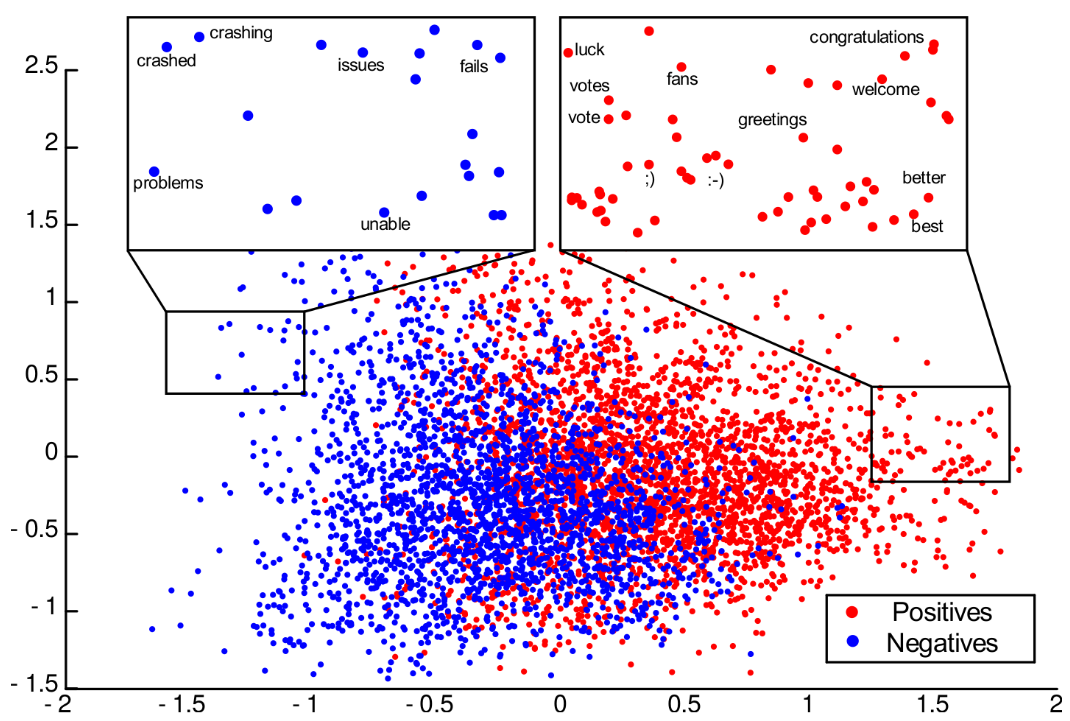 crashing
crashed
issues
fails
problems
unable
luck
congratulations
fans
votes
welcome
vote
greetings
;)
:-)
better
best
2.5
2
1.5
1
0.5
0
- 0.5
- 1
- 1.5
- 2
- 1.5
- 1
- 0.5
0
0.5
1
1.5
2
Positives
Negatives